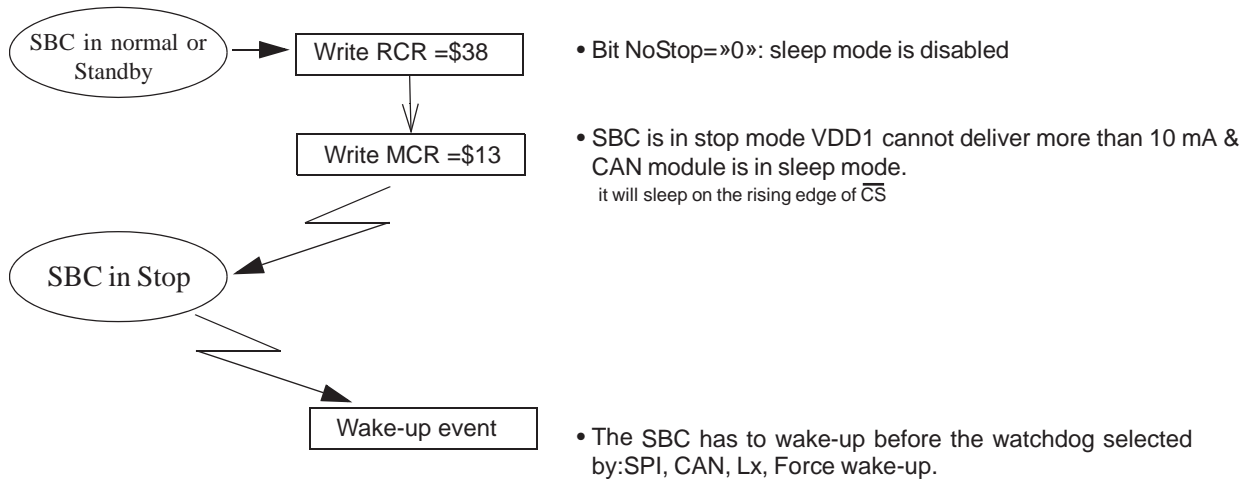 SBC in normal or
Standby
Write RCR =$38
• Bit NoStop=»0»: sleep mode is disabled
Write MCR =$13
• SBC is in stop mode VDD1 cannot deliver more than 10 mA &
CAN module is in sleep mode.
it will sleep on the rising edge of C̅S̅
SBC in Stop
Wake-up event
• The SBC has to wake-up before the watchdog selected
by:SPI, CAN, Lx, Force wake-up.